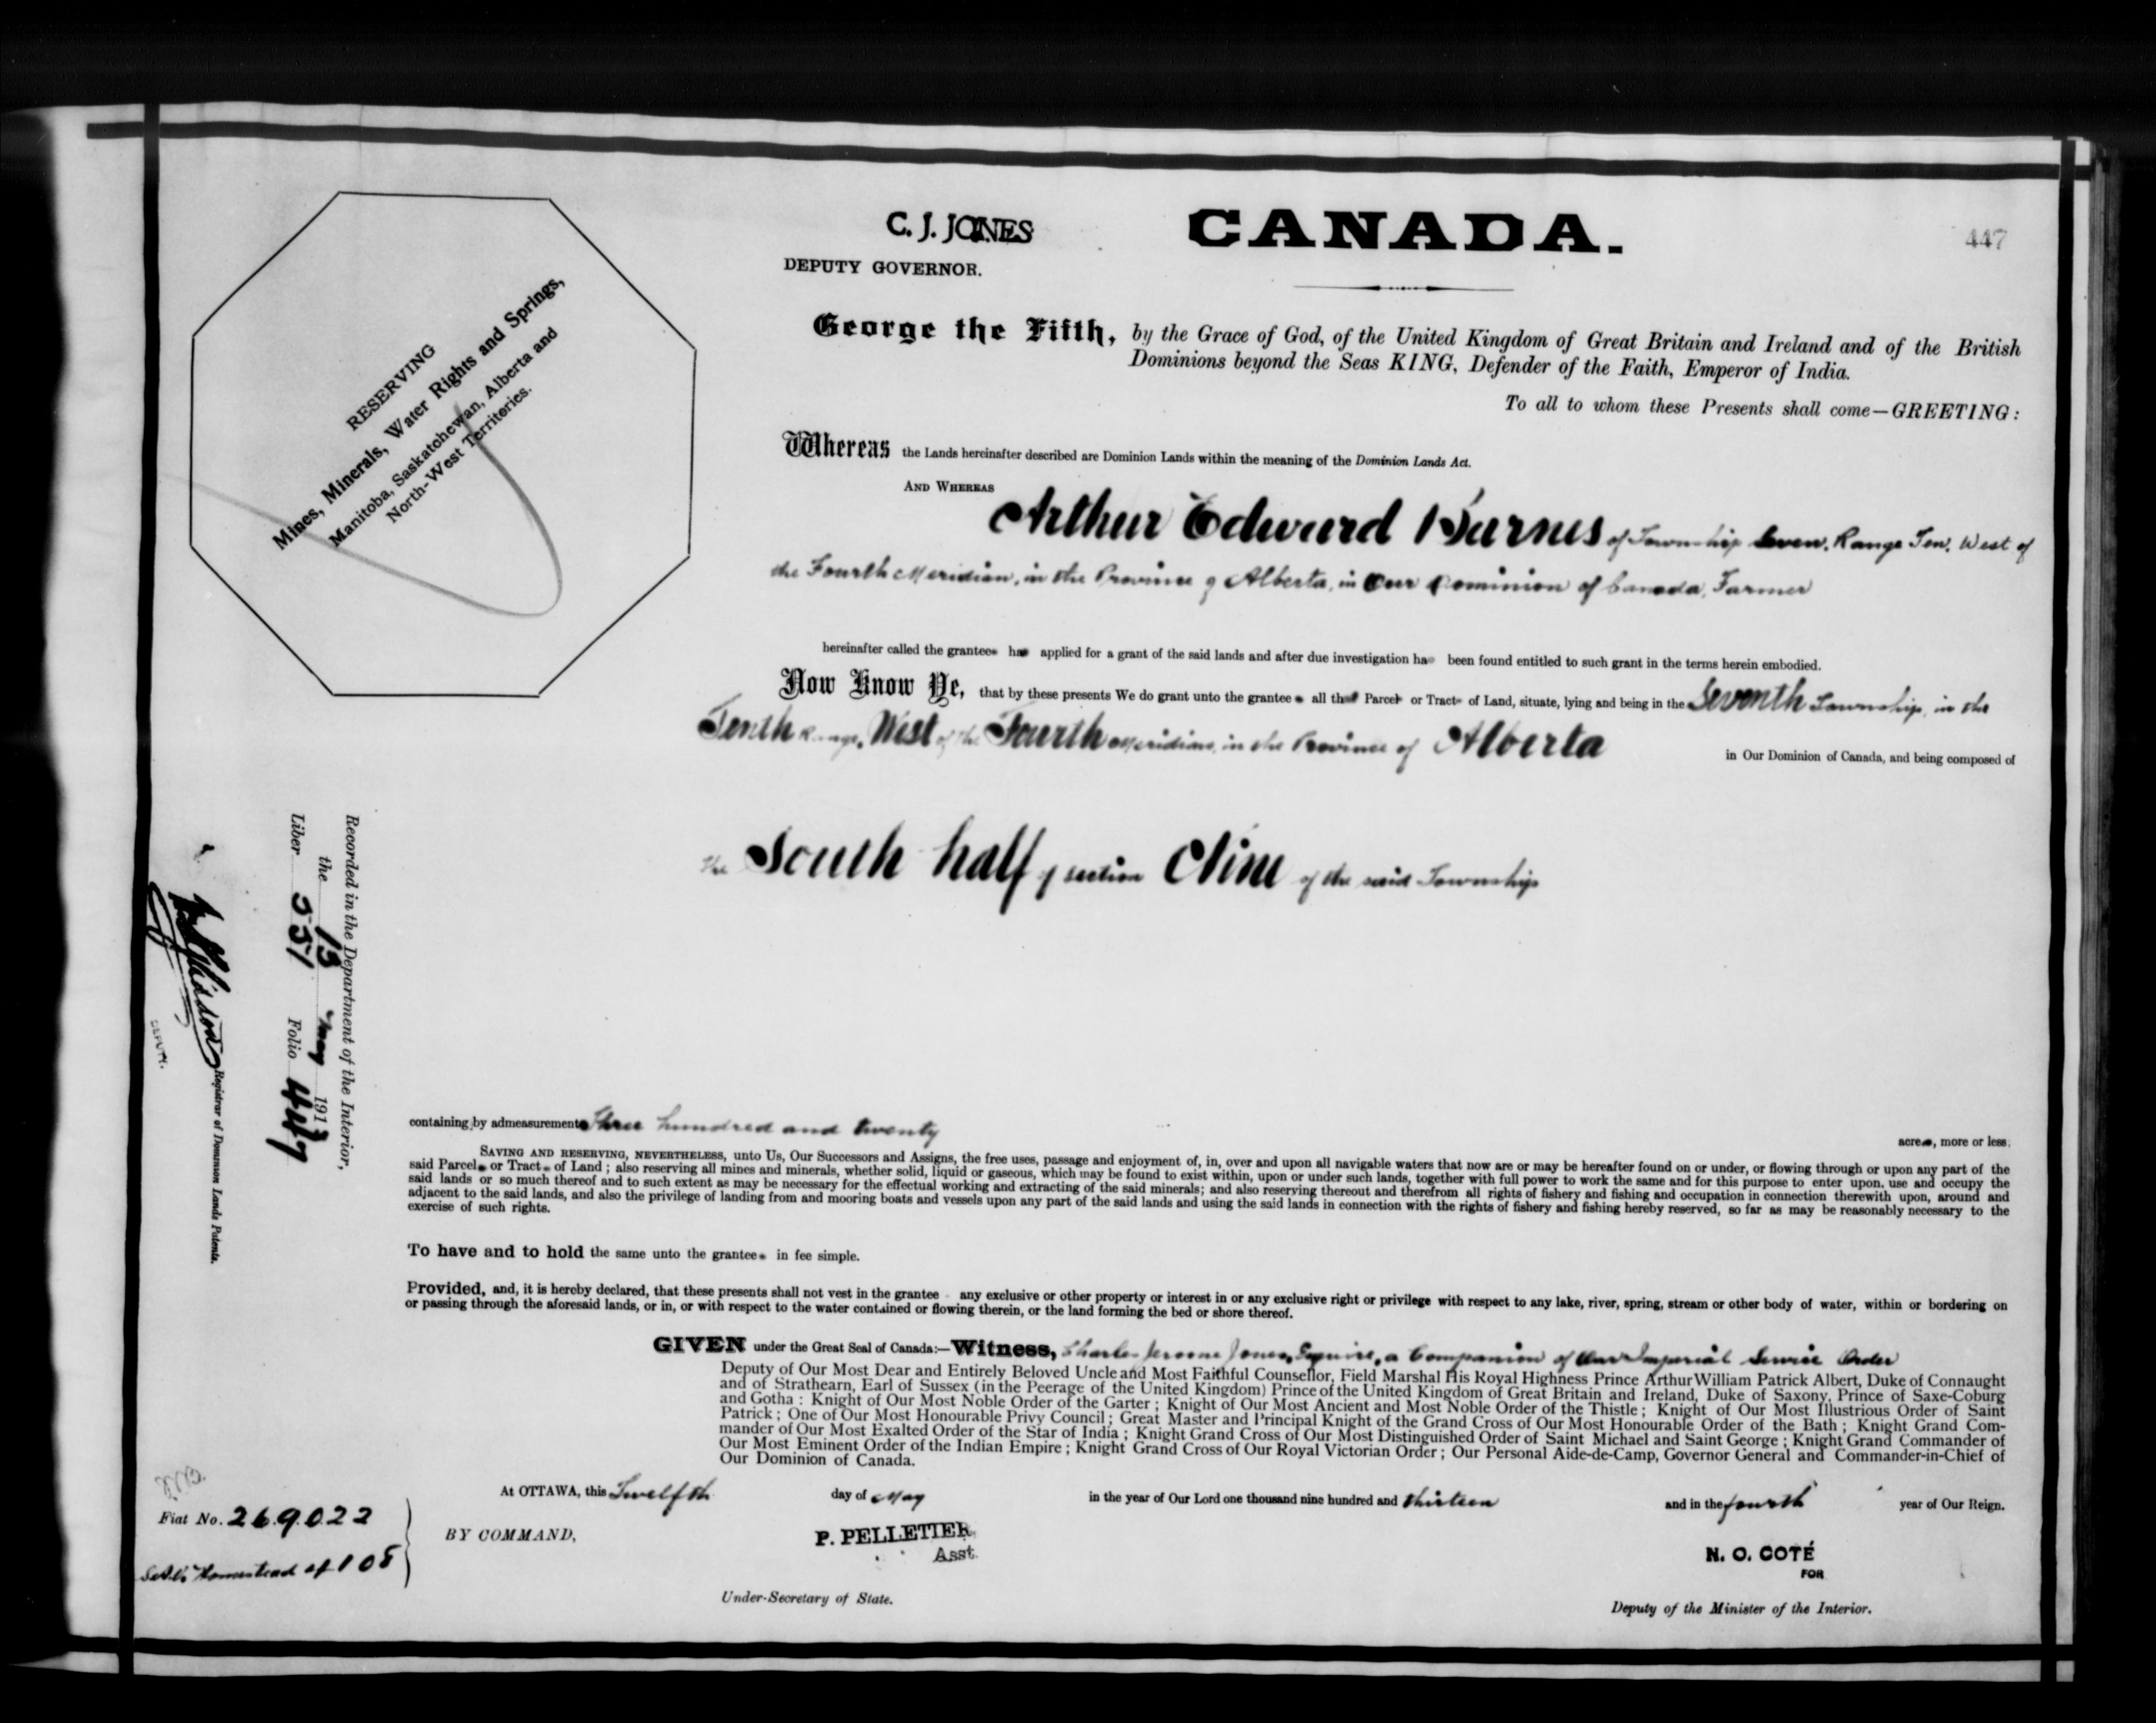 C. J. JONES
CANADA.
447
DEPUTY GOVERNOR.
George the Fifth, by the Grace of God, of the United Kingdom of Great Britain and Ireland and of the British
Dominions beyond the Seas KING, Defender of the Faith, Emperor of India.
To all to whom these Presents shall come—GREETING:
RESERVING
Mines, Minerals, Water Rights and Springs,
Manitoba, Saskatchewan, Alberta and
North-West Territories.
Whereas the Lands hereinafter described are Dominion Lands within the meaning of the Dominion Lands Act.
AND WHEREAS
Arthur Edward Barnes of Township Seven, Range Ten, West of
the Fourth Meridian, in the Province of Alberta, in Our Dominion of Canada, Farmer
hereinafter called the grantee has applied for a grant of the said lands and after due investigation has been found entitled to such grant in the terms herein embodied.
Now Know Ye, that by these presents We do grant unto the grantee all that Parcel or Tract of Land, situate, lying and being in the Seventh Township, in the
Tenth Range, West of the Fourth Meridian, in the Province of Alberta in Our Dominion of Canada, and being composed of
the South half of section Nine of the said Township
Recorded in the Department of the Interior,
the 13 May 1913
Liber 551 Folio 447
Registrar of Dominion Lands Patents.
DEPUTY.
containing by admeasurement Three hundred and twenty acres, more or less.
SAVING AND RESERVING, NEVERTHELESS, unto Us, Our Successors and Assigns, the free uses, passage and enjoyment of, in, over and upon all navigable waters that now are or may be hereafter found on or under, or flowing through or upon any part of the
said Parcel or Tract of Land; also reserving all mines and minerals, whether solid, liquid or gaseous, which may be found to exist within, upon or under such lands, together with full power to work the same and for this purpose to enter upon, use and occupy the
said lands or so much thereof and to such extent as may be necessary for the effectual working and extracting of the said minerals; and also reserving thereout and therefrom all rights of fishery and fishing and occupation in connection therewith upon, around and
adjacent to the said lands, and also the privilege of landing from and mooring boats and vessels upon any part of the said lands and using the said lands in connection with the rights of fishery and fishing hereby reserved, so far as may be reasonably necessary to the
exercise of such rights.
To have and to hold the same unto the grantee in fee simple.
Provided, and, it is hereby declared, that these presents shall not vest in the grantee any exclusive or other property or interest in or any exclusive right or privilege with respect to any lake, river, spring, stream or other body of water, within or bordering on
or passing through the aforesaid lands, or in, or with respect to the water contained or flowing therein, or the land forming the bed or shore thereof.
GIVEN under the Great Seal of Canada:—Witness, Charles Jerome Jones, Esquire, a Companion of Our Imperial Service Order
Deputy of Our Most Dear and Entirely Beloved Uncle and Most Faithful Counsellor, Field Marshal His Royal Highness Prince Arthur William Patrick Albert, Duke of Connaught
and of Strathearn, Earl of Sussex (in the Peerage of the United Kingdom) Prince of the United Kingdom of Great Britain and Ireland, Duke of Saxony, Prince of Saxe-Coburg
and Gotha: Knight of Our Most Noble Order of the Garter; Knight of Our Most Ancient and Most Noble Order of the Thistle; Knight of Our Most Illustrious Order of Saint
Patrick; One of Our Most Honourable Privy Council; Great Master and Principal Knight of the Grand Cross of Our Most Honourable Order of the Bath; Knight Grand Com-
mander of Our Most Exalted Order of the Star of India; Knight Grand Cross of Our Most Distinguished Order of Saint Michael and Saint George; Knight Grand Commander of
Our Most Eminent Order of the Indian Empire; Knight Grand Cross of Our Royal Victorian Order; Our Personal Aide-de-Camp, Governor General and Commander-in-Chief of
Our Dominion of Canada.
At OTTAWA, this Twelfth day of May in the year of Our Lord one thousand nine hundred and thirteen and in the fourth year of Our Reign.
Fiat No. 269022
BY COMMAND,
P. PELLETIER
Asst.
N. O. COTÉ
FOR
Homestead of 108
Under-Secretary of State.
Deputy of the Minister of the Interior.